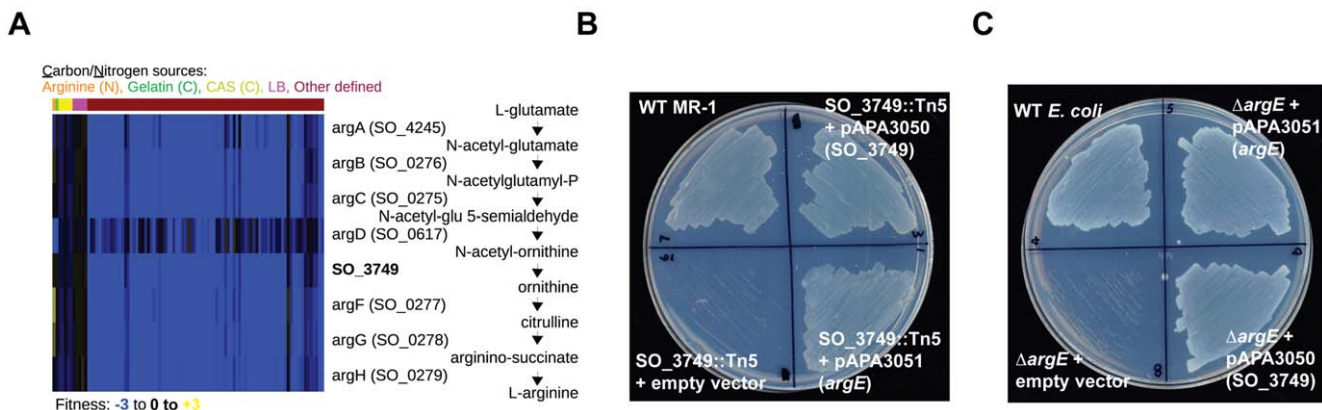 A
B
C
Carbon/Nitrogen sources:
Arginine (N), Gelatin (C), CAS (C), LB, Other defined
argA (SO_4245)
argB (SO_0276)
argC (SO_0275)
argD (SO_0617)
SO_3749
argF (SO_0277)
argG (SO_0278)
argH (SO_0279)
Fitness: -3 to 0 to +3
L-glutamate
N-acetyl-glutamate
N-acetylglutamyl-P
N-acetyl-glu 5-semialdehyde
N-acetyl-ornithine
ornithine
citrulline
arginino-succinate
L-arginine
WT MR-1
SO_3749::Tn5
+ pAPA3050
(SO_3749)
SO_3749::Tn5
+ empty vector
SO_3749::Tn5
+ pAPA3051
(argE)
WT E. coli
ΔargE +
pAPA3051
(argE)
ΔargE +
empty vector
ΔargE +
pAPA3050
(SO_3749)
5
8